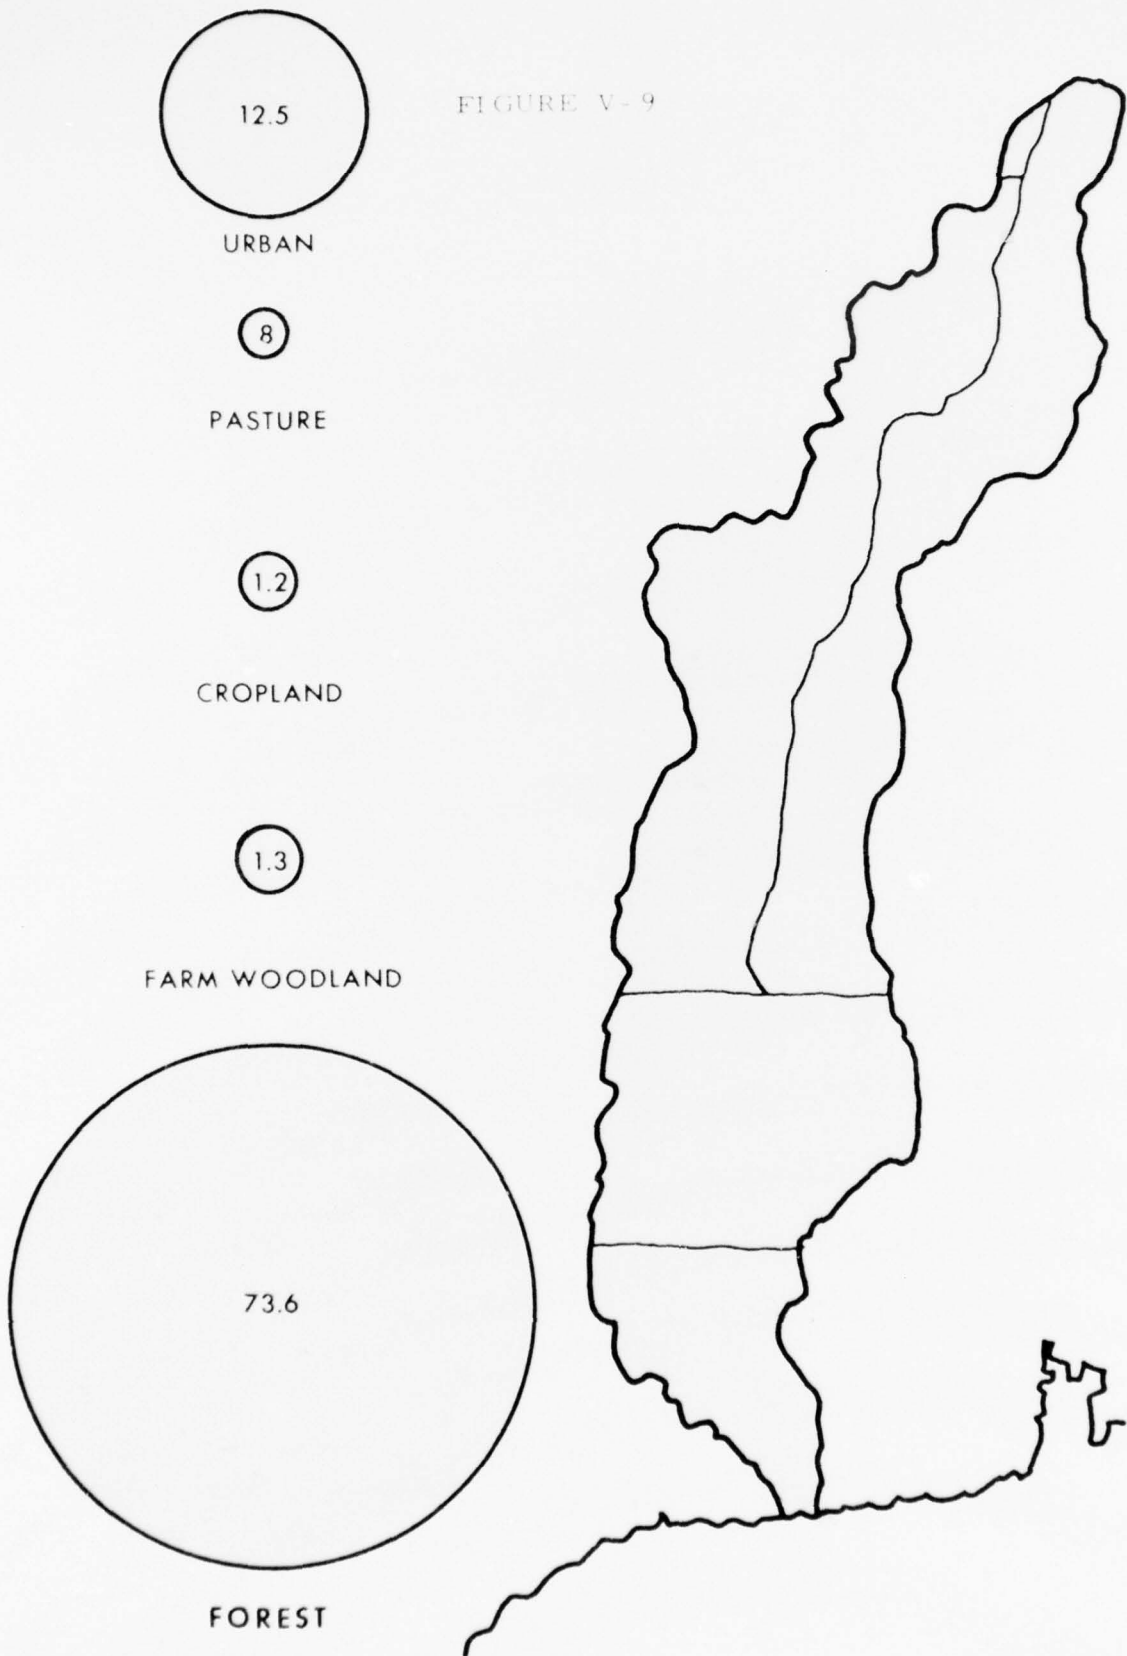 FIGURE V-9
12.5
URBAN
8
PASTURE
1.2
CROPLAND
1.3
FARM WOODLAND
73.6
FOREST